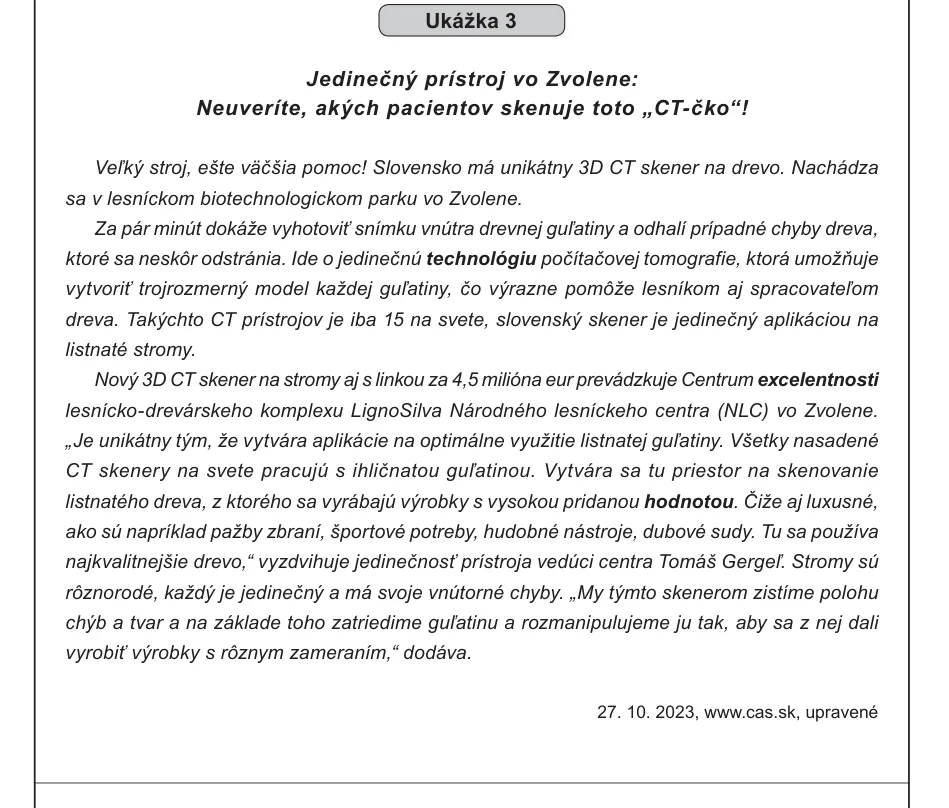 Ukážka 3
Jedinečný prístroj vo Zvolene:
Neuveríte, akých pacientov skenuje toto „CT-čko“!
Veľký stroj, ešte väčšia pomoc! Slovensko má unikátny 3D CT skener na drevo. Nachádza
sa v lesníckom biotechnologickom parku vo Zvolene.
Za pár minút dokáže vyhotoviť snímku vnútra drevnej guľatiny a odhalí prípadné chyby dreva,
ktoré sa neskôr odstránia. Ide o jedinečnú technológiu počítačovej tomografie, ktorá umožňuje
vytvoriť trojrozmerný model každej guľatiny, čo výrazne pomôže lesníkom aj spracovateľom
dreva. Takýchto CT prístrojov je iba 15 na svete, slovenský skener je jedinečný aplikáciou na
listnaté stromy.
Nový 3D CT skener na stromy aj s linkou za 4,5 milióna eur prevádzkuje Centrum excelentnosti
lesnícko-drevárskeho komplexu LignoSilva Národného lesníckeho centra (NLC) vo Zvolene.
„Je unikátny tým, že vytvára aplikácie na optimálne využitie listnatej guľatiny. Všetky nasadené
CT skenery na svete pracujú s ihličnatou guľatinou. Vytvára sa tu priestor na skenovanie
listnatého dreva, z ktorého sa vyrábajú výrobky s vysokou pridanou hodnotou. Čiže aj luxusné,
ako sú napríklad pažby zbraní, športové potreby, hudobné nástroje, dubové sudy. Tu sa používa
najkvalitnejšie drevo,“ vyzdvihuje jedinečnosť prístroja vedúci centra Tomáš Gergeľ. Stromy sú
rôznorodé, každý je jedinečný a má svoje vnútorné chyby. „My týmto skenerom zistíme polohu
chýb a tvar a na základe toho zatriedime guľatinu a rozmanipulujeme ju tak, aby sa z nej dali
vyrobiť výrobky s rôznym zameraním,“ dodáva.
27. 10. 2023, www.cas.sk, upravené